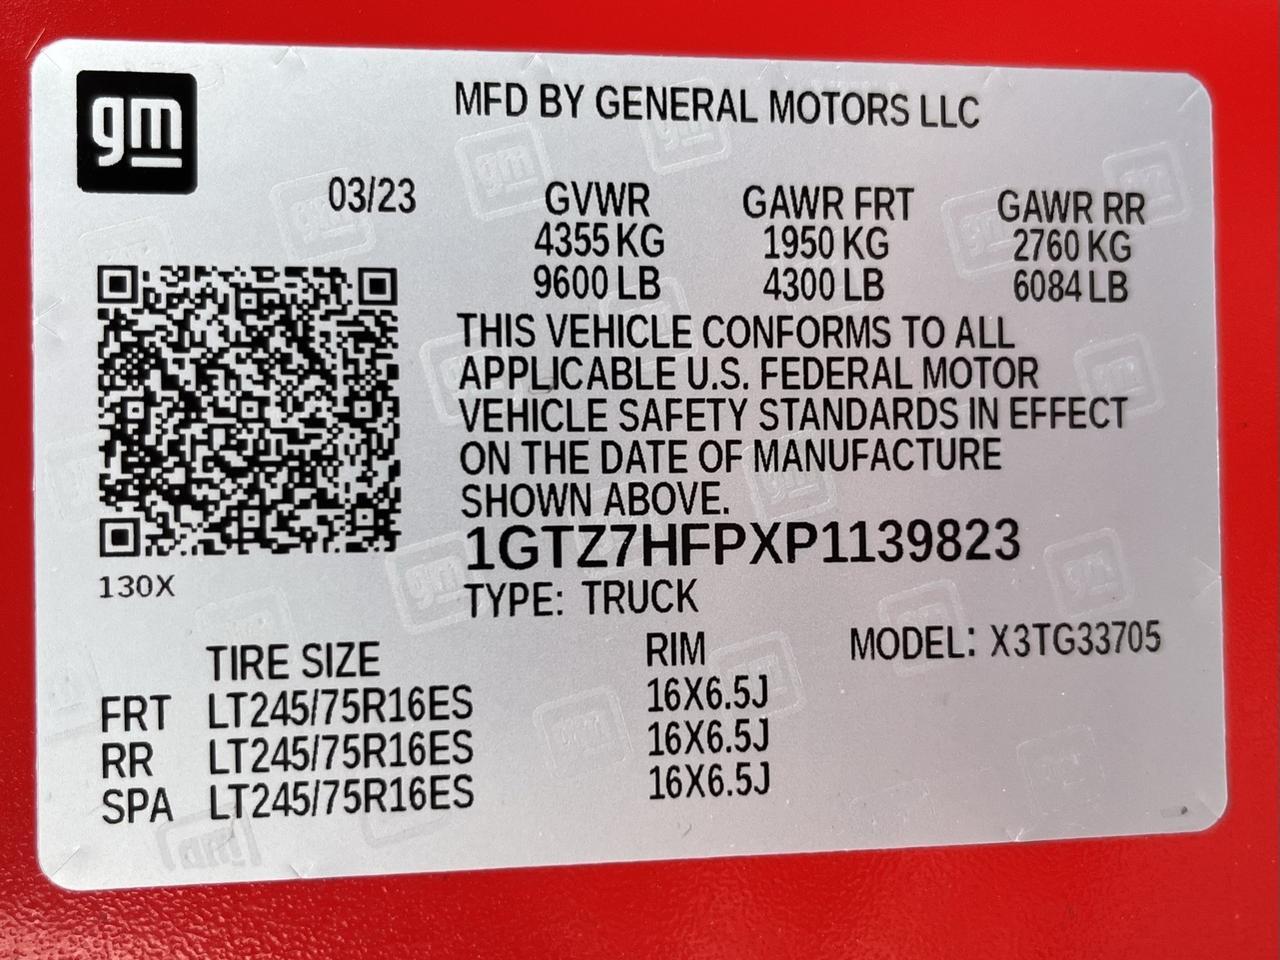 gm
MFD BY GENERAL MOTORS LLC
03/23
GVWR GAWR FRT GAWR RR
4355 KG 1950 KG 2760 KG
9600 LB 4300 LB 6084 LB
THIS VEHICLE CONFORMS TO ALL
APPLICABLE U.S. FEDERAL MOTOR
VEHICLE SAFETY STANDARDS IN EFFECT
ON THE DATE OF MANUFACTURE
SHOWN ABOVE.
1GTZ7HFPXP1139823
130X
TYPE: TRUCK
MODEL: X3TG33705
TIRE SIZE RIM
FRT LT245/75R16ES 16X6.5J
RR LT245/75R16ES 16X6.5J
SPA LT245/75R16ES 16X6.5J